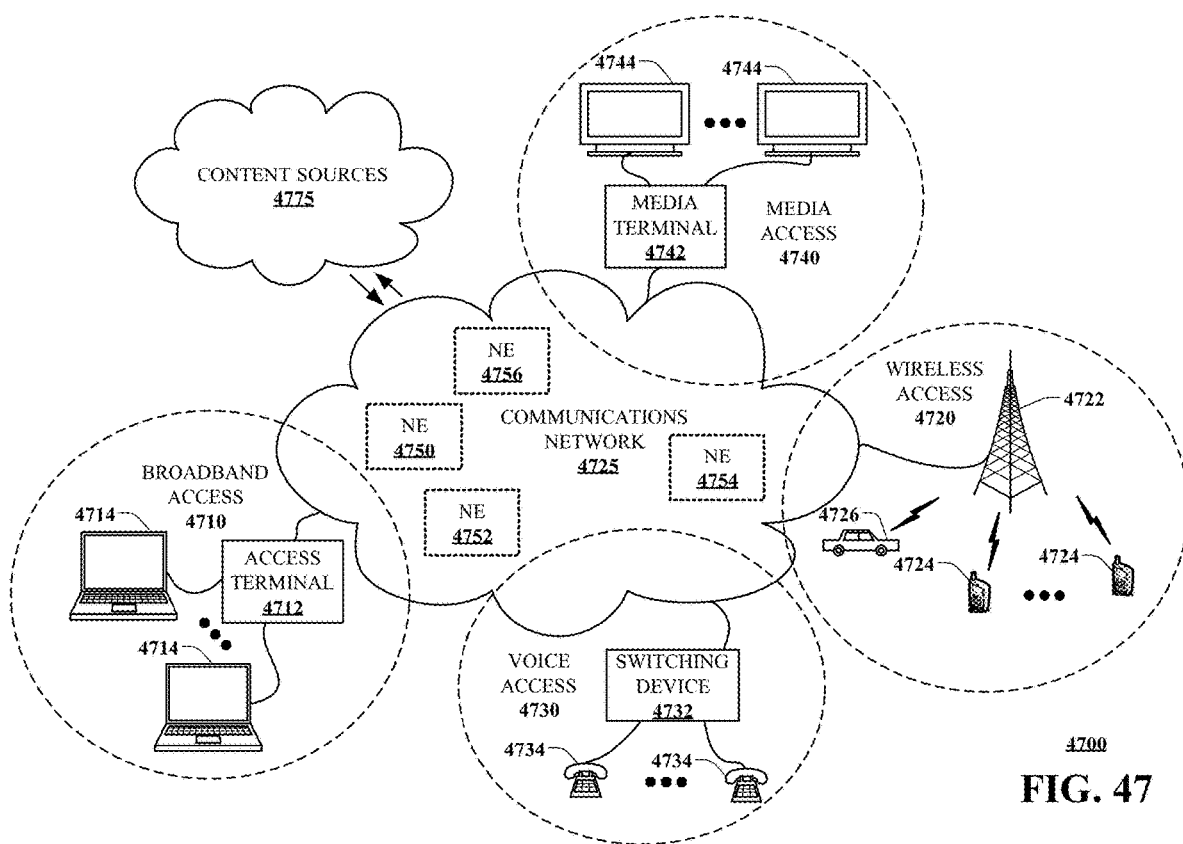 4744
4744
CONTENT SOURCES
4775
MEDIA
TERMINAL
4742
MEDIA
ACCESS
4740
NE
4756
WIRELESS
ACCESS
4720
4722
COMMUNICATIONS
NETWORK
4725
NE
4750
NE
4754
BROADBAND
ACCESS
4710
4714
NE
4752
4726
ACCESS
TERMINAL
4712
4724
4724
4714
VOICE
ACCESS
4730
SWITCHING
DEVICE
4732
4734
4734
4700
FIG. 47